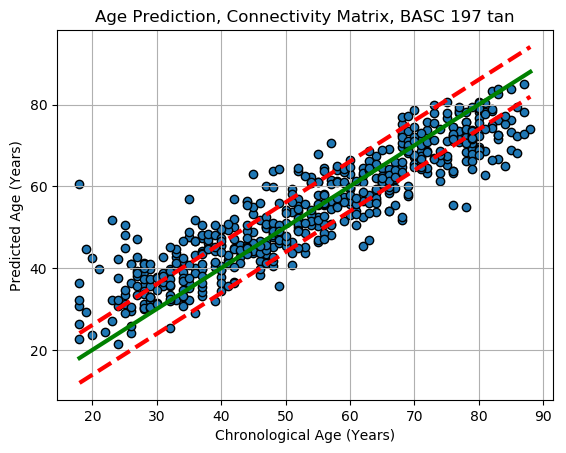 Age Prediction, Connectivity Matrix, BASC 197 tan
Predicted Age (Years)
80
60
40
20
20 30 40 50 60 70 80 90
Chronological Age (Years)